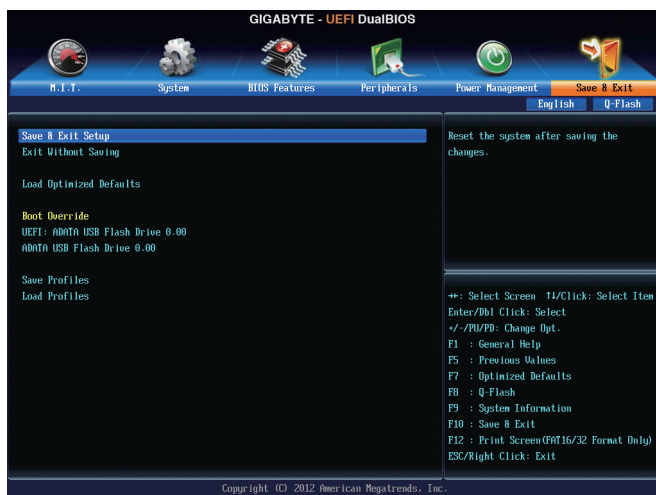 GIGABYTE - UEFI DualBIOS
M.I.T.
System
BIOS Features
Peripherals
Power Management
Save & Exit
English
Q-Flash
Save & Exit Setup
Exit Without Saving
Load Optimized Defaults
Boot Override
UEFI: ADATA USB Flash Drive 0.00
ADATA USB Flash Drive 0.00
Save Profiles
Load Profiles
Reset the system after saving the
changes.
→←: Select Screen ↑↓/Click: Select Item
Enter/Dbl Click: Select
+/-/PU/PD: Change Opt.
F1 : General Help
F5 : Previous Values
F7 : Optimized Defaults
F8 : Q-Flash
F9 : System Information
F10 : Save & Exit
F12 : Print Screen(FAT16/32 Format Only)
ESC/Right Click: Exit
Copyright (C) 2012 American Megatrends, Inc.